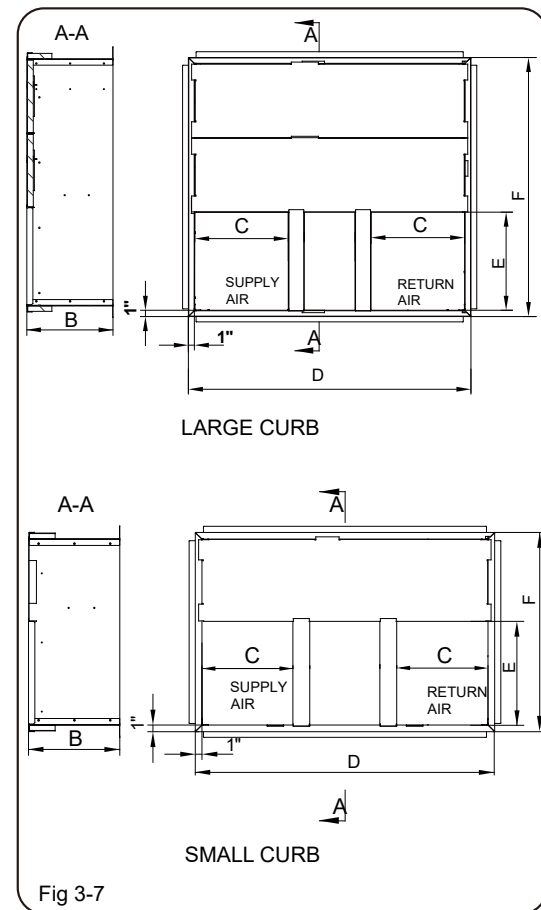 A-A
A
F
C
C
E
SUPPLY
AIR
RETURN
AIR
B
1"
1"
A
D
LARGE CURB
A-A
A
F
C
C
E
SUPPLY
AIR
RETURN
AIR
B
1"
1"
D
A
SMALL CURB
Fig 3-7